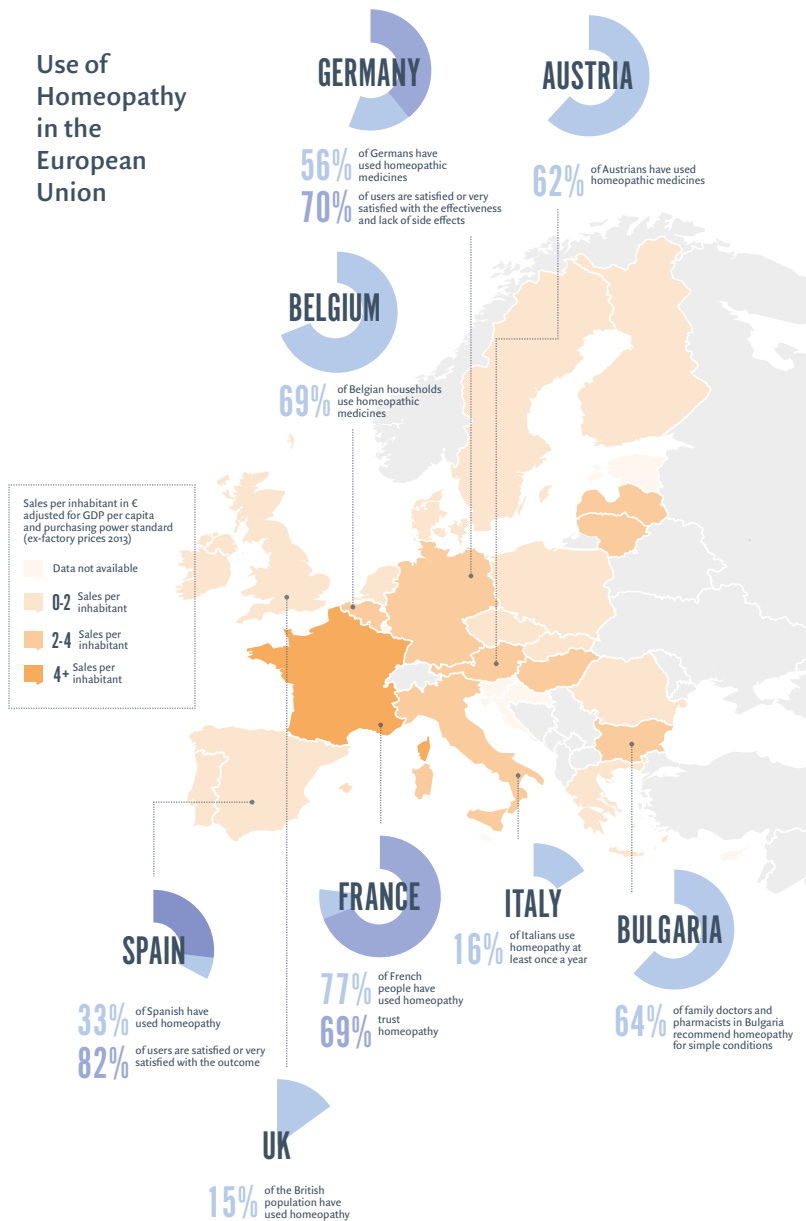 Use of
Homeopathy
in the
European
Union
GERMANY
56%
of Germans have
used homeopathic
medicines
70%
of users are satisfied or very
satisfied with the effectiveness
and lack of side effects
AUSTRIA
62%
of Austrians have used
homeopathic medicines
BELGIUM
69%
of Belgian households
use homeopathic
medicines
Sales per inhabitant in €
adjusted for GDP per capita
and purchasing power standard
(ex-factory prices 2013)
Data not available
0-2 Sales per
inhabitant
2-4 Sales per
inhabitant
4+ Sales per
inhabitant
SPAIN
33%
of Spanish have
used homeopathy
82%
of users are satisfied or very
satisfied with the outcome
FRANCE
77%
of French
people have
used homeopathy
69%
trust
homeopathy
ITALY
16%
of Italians use
homeopathy at
least once a year
BULGARIA
64%
of family doctors and
pharmacists in Bulgaria
recommend homeopathy
for simple conditions
UK
15%
of the British
population have
used homeopathy